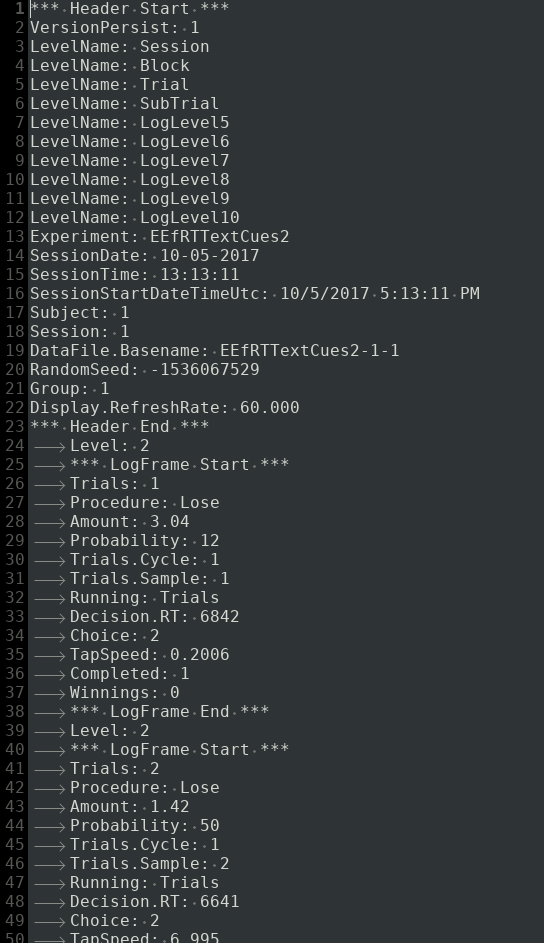 1 *** Header Start ***
2 VersionPersist: 1
3 LevelName: Session
4 LevelName: Block
5 LevelName: Trial
6 LevelName: SubTrial
7 LevelName: LogLevel5
8 LevelName: LogLevel6
9 LevelName: LogLevel7
10 LevelName: LogLevel8
11 LevelName: LogLevel9
12 LevelName: LogLevel10
13 Experiment: EEfRTTextCues2
14 SessionDate: 10-05-2017
15 SessionTime: 13:13:11
16 SessionStartDateTimeUtc: 10/5/2017 5:13:11 PM
17 Subject: 1
18 Session: 1
19 DataFile.Basename: EEfRTTextCues2-1-1
20 RandomSeed: -1536067529
21 Group: 1
22 Display.RefreshRate: 60.000
23 *** Header End ***
24 Level: 2
25 *** LogFrame Start ***
26 Trials: 1
27 Procedure: Lose
28 Amount: 3.04
29 Probability: 12
30 Trials.Cycle: 1
31 Trials.Sample: 1
32 Running: Trials
33 Decision.RT: 6842
34 Choice: 2
35 TapSpeed: 0.2006
36 Completed: 1
37 Winnings: 0
38 *** LogFrame End ***
39 Level: 2
40 *** LogFrame Start ***
41 Trials: 2
42 Procedure: Lose
43 Amount: 1.42
44 Probability: 50
45 Trials.Cycle: 1
46 Trials.Sample: 2
47 Running: Trials
48 Decision.RT: 6641
49 Choice: 2
50 TapSpeed: 6.995